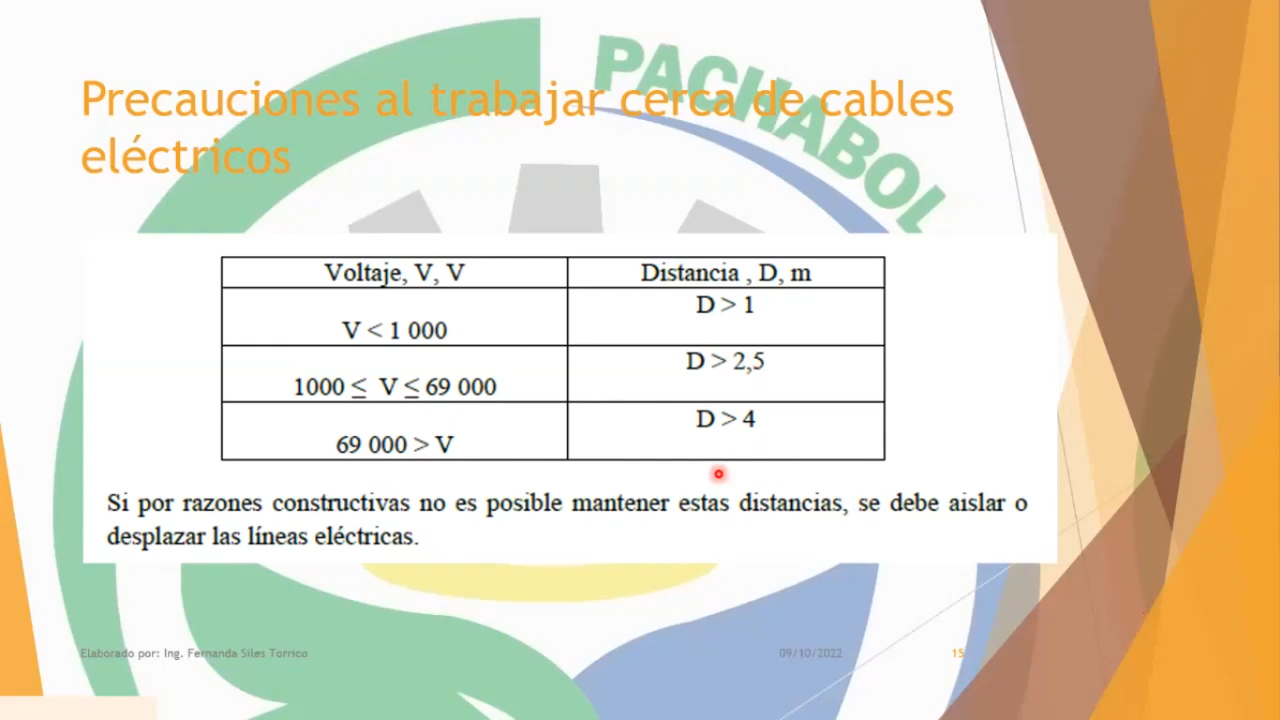 PACHABOL
Precauciones al trabajar cerca de cables
eléctricos
Voltaje, V, V Distancia , D, m
V < 1 000 D > 1
1000 ≤ V ≤ 69 000 D > 2,5
69 000 > V D > 4
Si por razones constructivas no es posible mantener estas distancias, se debe aislar o
desplazar las líneas eléctricas.
Elaborado por: Ing. Fernanda Siles Torrico 09/10/2022 15